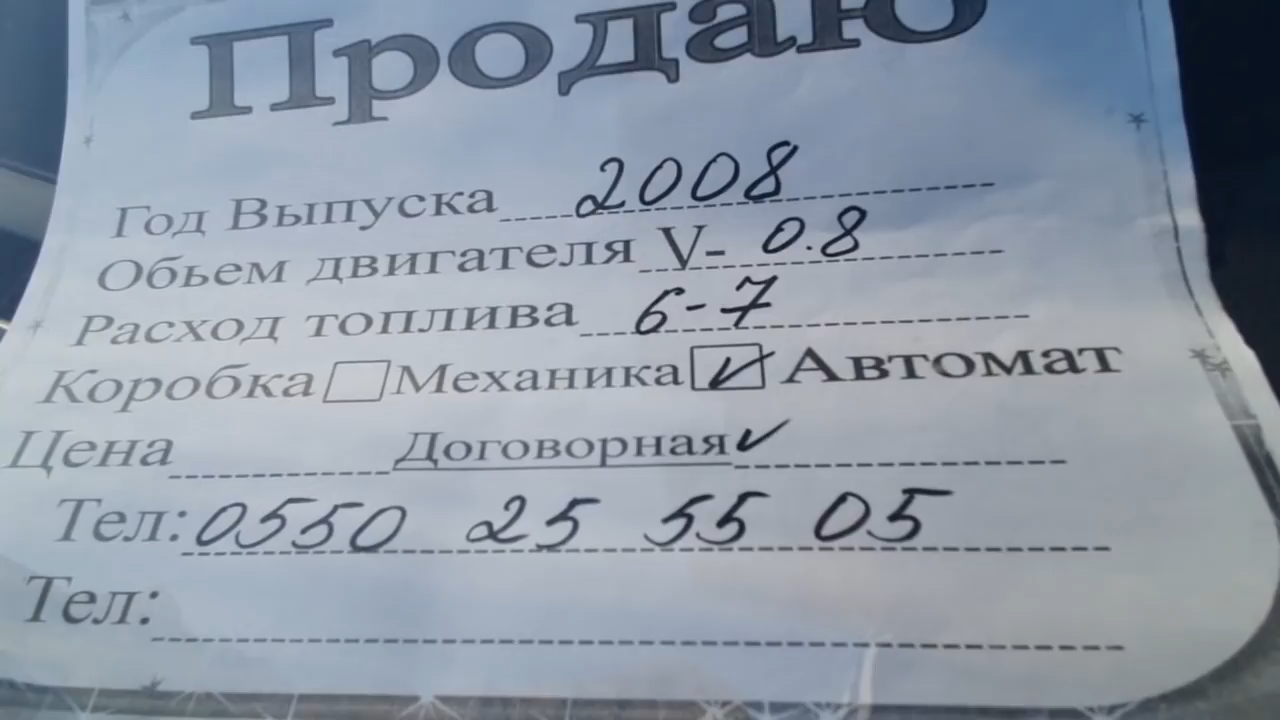 Продаю
Год Выпуска 2008
Обьем двигателя V- 0.8
Расход топлива 6-7
Коробка Механика ✓ Автомат
Цена Договорная ✓
Тел: 0550 25 55 05
Тел: